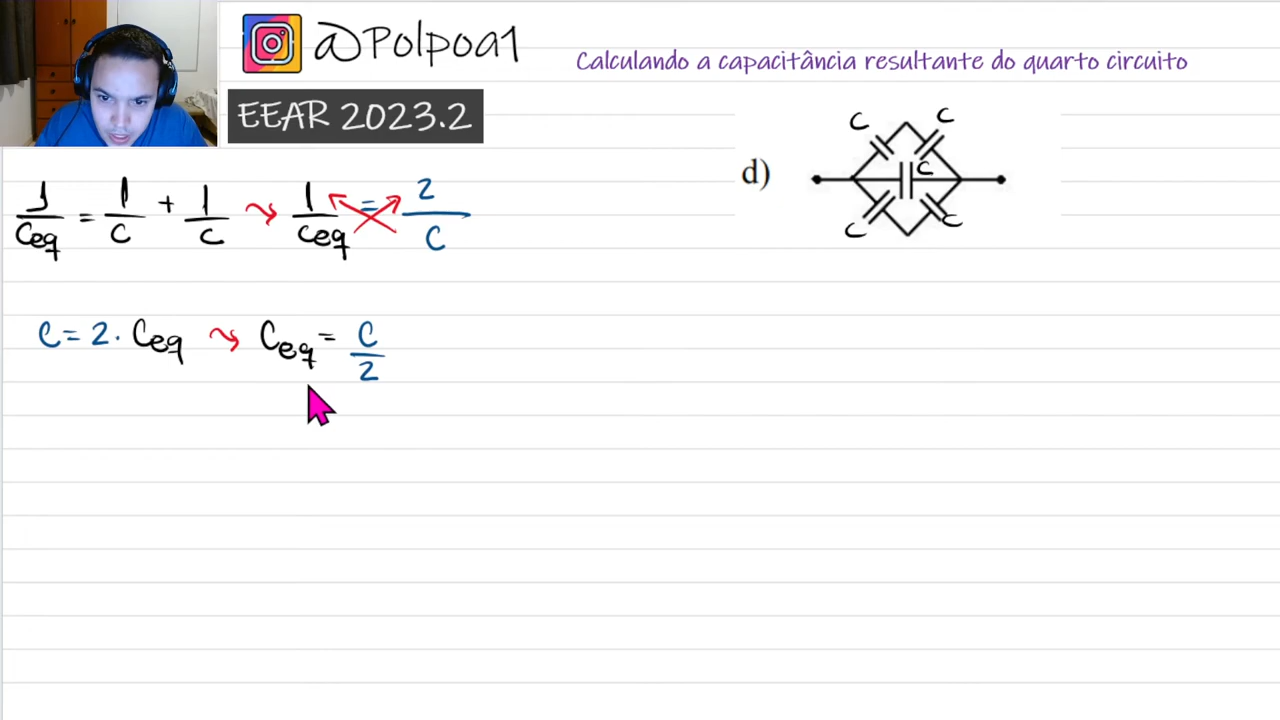 @Polpoa1
Calculando a capacitância resultante do quarto circuito
EEAR 2023.2
d)
C C
C
C C
1/Ceq = 1/C + 1/C ⤳ 1/Ceq = 2/C
C = 2 · Ceq ⤳ Ceq = C/2